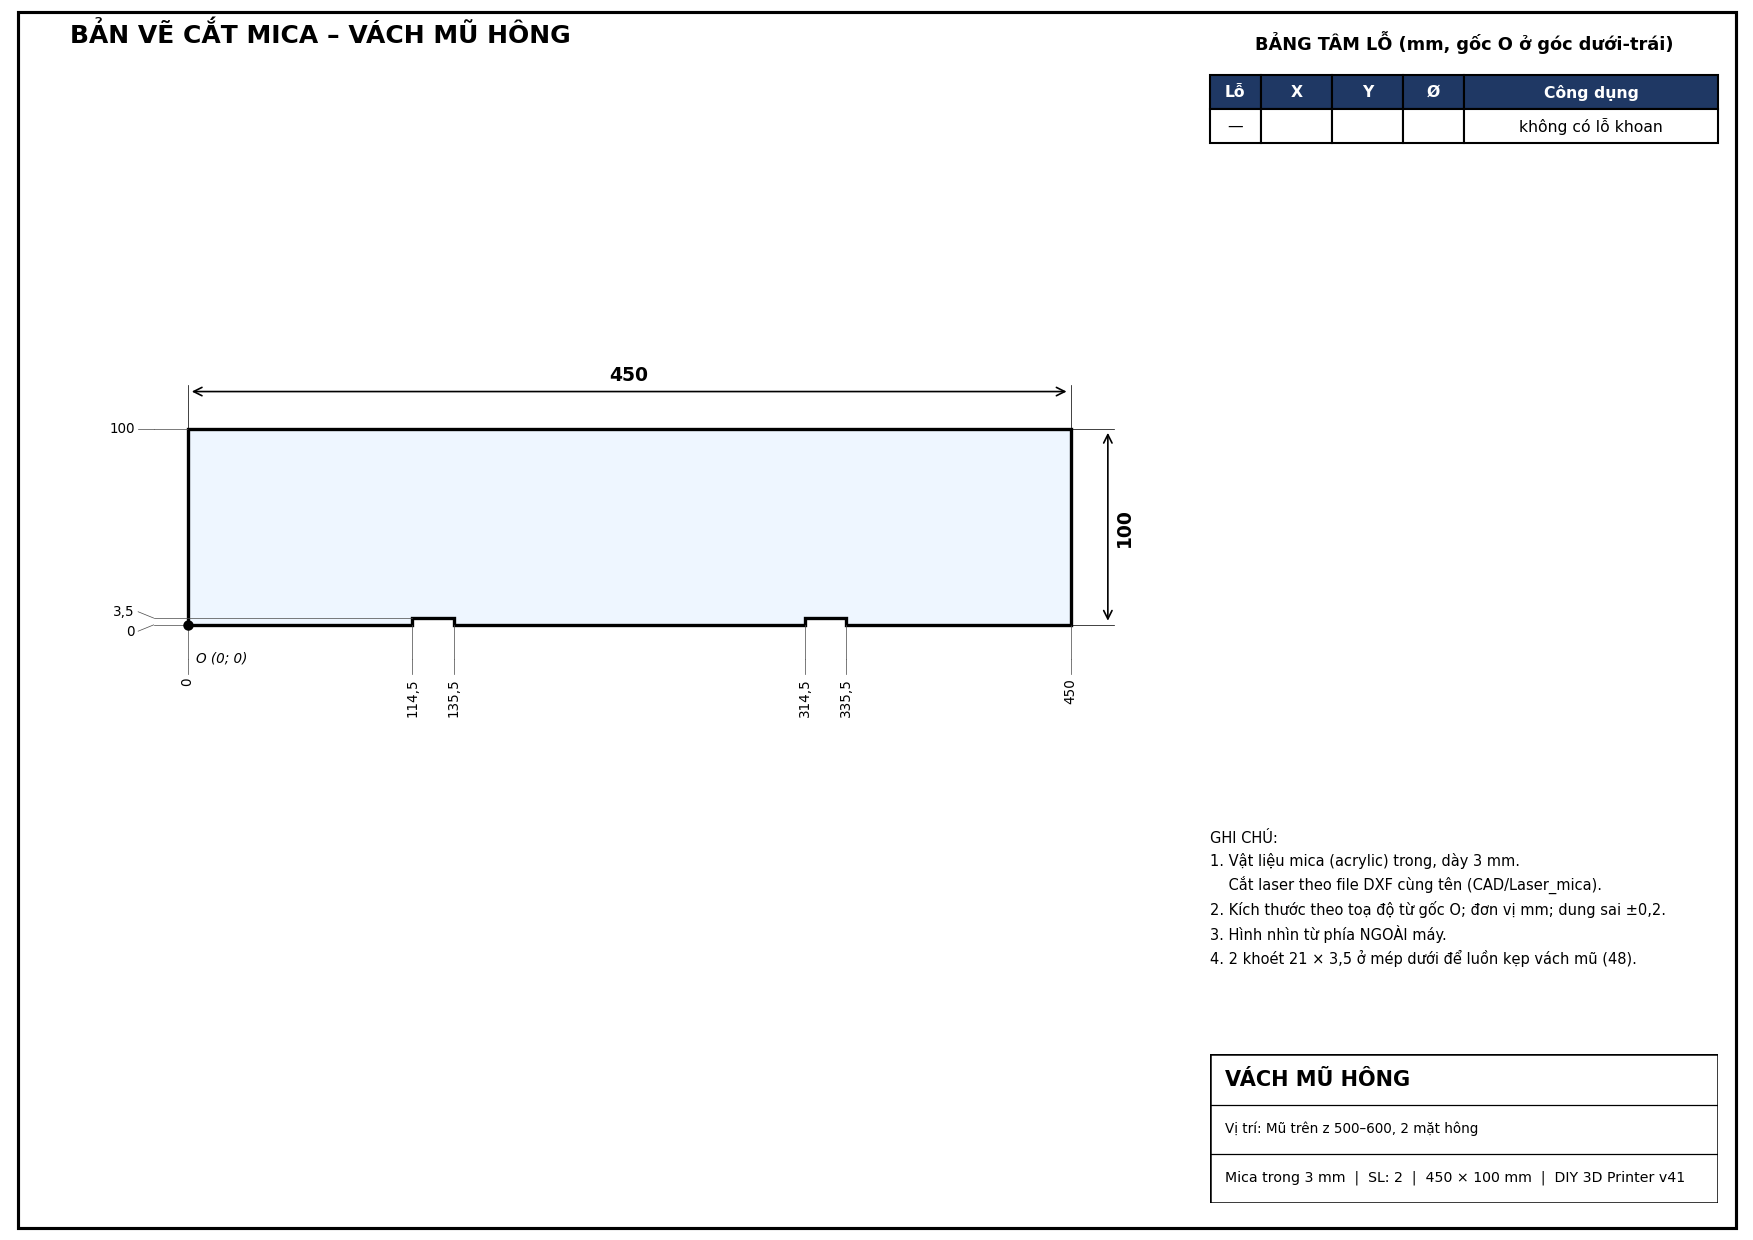 BẢN VẼ CẮT MICA – VÁCH MŨ HÔNG
BẢNG TÂM LỖ (mm, gốc O ở góc dưới-trái)
Lỗ X Y Ø Công dụng
— không có lỗ khoan
450
100
100
3,5
0
O (0; 0)
0 114,5 135,5 314,5 335,5 450
GHI CHÚ:
1. Vật liệu mica (acrylic) trong, dày 3 mm.
Cắt laser theo file DXF cùng tên (CAD/Laser_mica).
2. Kích thước theo toạ độ từ gốc O; đơn vị mm; dung sai ±0,2.
3. Hình nhìn từ phía NGOÀI máy.
4. 2 khoét 21 × 3,5 ở mép dưới để luồn kẹp vách mũ (48).
VÁCH MŨ HÔNG
Vị trí: Mũ trên z 500–600, 2 mặt hông
Mica trong 3 mm | SL: 2 | 450 × 100 mm | DIY 3D Printer v41